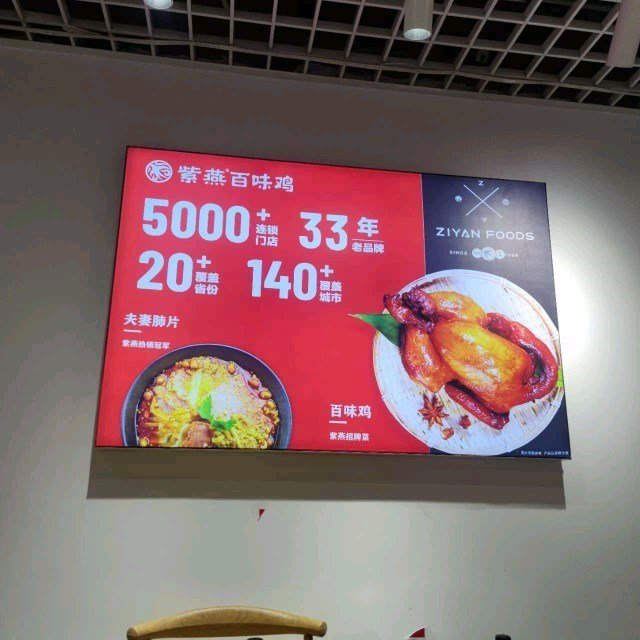 紫燕®百味鸡
5000+ 连锁门店
33年 老品牌
20+ 覆盖省份
140+ 覆盖城市
夫妻肺片
紫燕热销冠军
百味鸡
紫燕招牌菜
Z
Y
ZIYAN FOODS
SINCE 1989